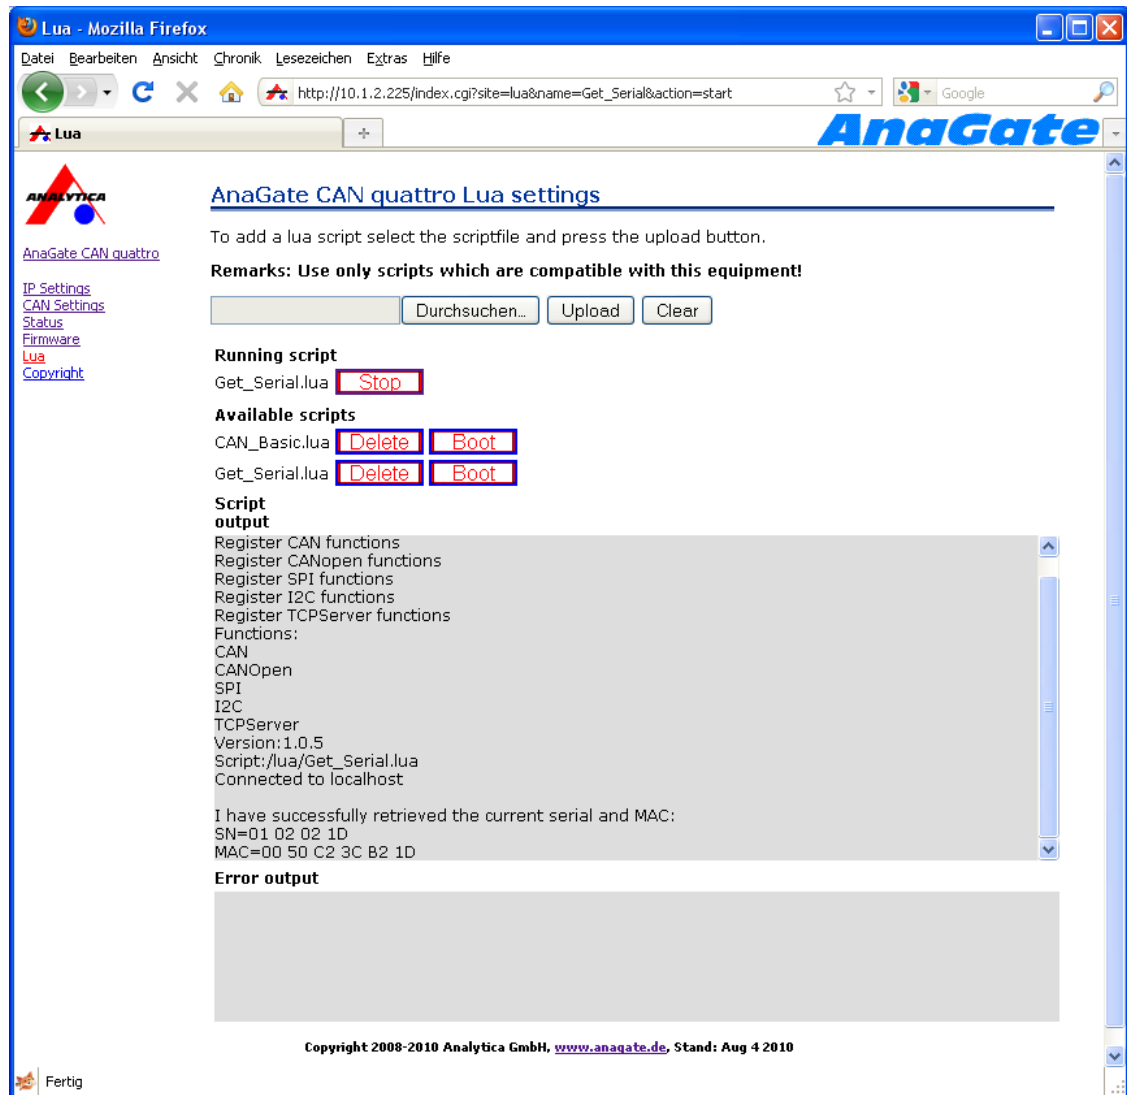 Lua - Mozilla Firefox
Datei Bearbeiten Ansicht Chronik Lesezeichen Extras Hilfe
http://10.1.2.225/index.cgi?site=lua&name=Get_Serial&action=start
Google
Lua
AnaGate
ANALYTICA
AnaGate CAN quattro
IP Settings
CAN Settings
Status
Firmware
Lua
Copyright
AnaGate CAN quattro Lua settings
To add a lua script select the scriptfile and press the upload button.
Remarks: Use only scripts which are compatible with this equipment!
Durchsuchen... Upload Clear
Running script
Get_Serial.lua Stop
Available scripts
CAN_Basic.lua Delete Boot
Get_Serial.lua Delete Boot
Script
output
Register CAN functions
Register CANopen functions
Register SPI functions
Register I2C functions
Register TCPServer functions
Functions:
CAN
CANOpen
SPI
I2C
TCPServer
Version:1.0.5
Script:/lua/Get_Serial.lua
Connected to localhost
I have successfully retrieved the current serial and MAC:
SN=01 02 02 1D
MAC=00 50 C2 3C B2 1D
Error output
Copyright 2008-2010 Analytica GmbH, www.anagate.de, Stand: Aug 4 2010
Fertig